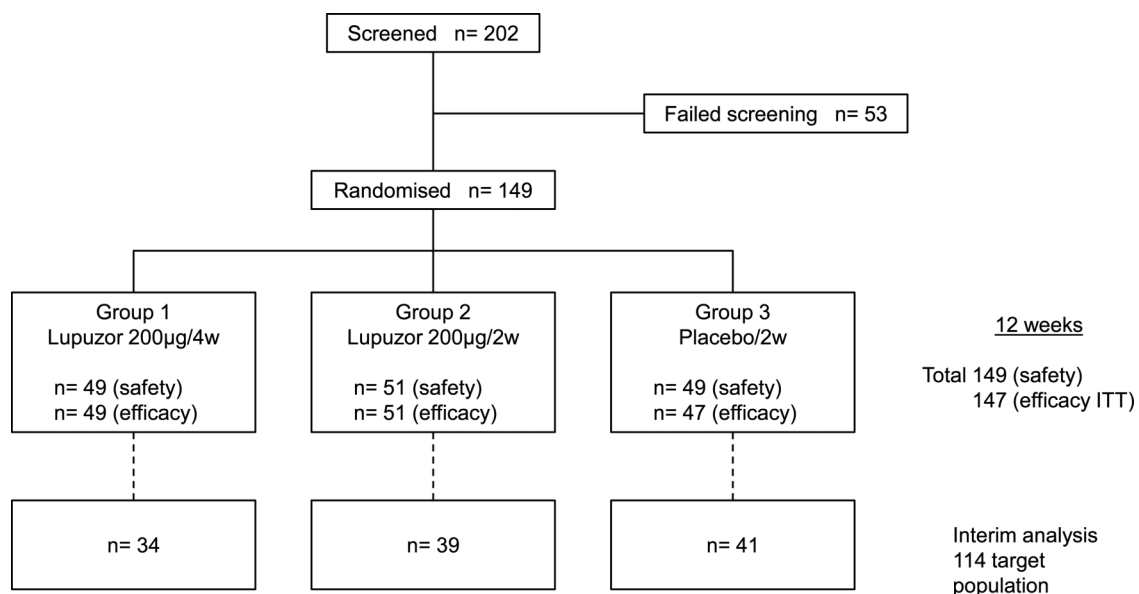 Screened n= 202
Failed screening n= 53
Randomised n= 149
Group 1
Lupuzor 200µg/4w
n= 49 (safety)
n= 49 (efficacy)
Group 2
Lupuzor 200µg/2w
n= 51 (safety)
n= 51 (efficacy)
Group 3
Placebo/2w
n= 49 (safety)
n= 47 (efficacy)
12 weeks
Total 149 (safety)
147 (efficacy ITT)
n= 34
n= 39
n= 41
Interim analysis
114 target
population